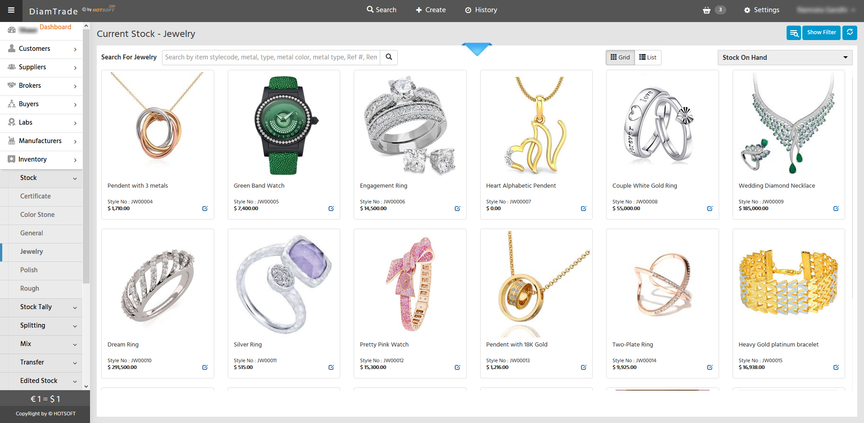 DiamTrade © by HOTSOFT
Search
Create
History
3
Settings
Dashboard
Customers
Suppliers
Brokers
Buyers
Labs
Manufacturers
Inventory
Stock
Certificate
Color Stone
General
Jewelry
Polish
Rough
Stock Tally
Splitting
Mix
Transfer
Edited Stock
€ 1 = $ 1
Copyright by © HOTSOFT
Current Stock - Jewelry
Show Filter
Search For Jewelry
Search by item stylecode, metal, type, metal color, metal type, Ref #, Rem
Grid
List
Stock On Hand
Pendent with 3 metals
Style No : JW00004
$ 1,710.00
Green Band Watch
Style No : JW00005
$ 7,400.00
Engagement Ring
Style No : JW00006
$ 14,500.00
Heart Alphabetic Pendent
Style No : JW00007
$ 0.00
Couple White Gold Ring
Style No : JW00008
$ 55,000.00
Wedding Diamond Necklace
Style No : JW00009
$ 185,000.00
Dream Ring
Style No : JW00010
$ 291,500.00
Silver Ring
Style No : JW00011
$ 515.00
Pretty Pink Watch
Style No : JW00012
$ 15,300.00
Pendent with 18K Gold
Style No : JW00013
$ 1,216.00
Two-Plate Ring
Style No : JW00014
$ 9,925.00
Heavy Gold platinum bracelet
Style No : JW00015
$ 16,938.00